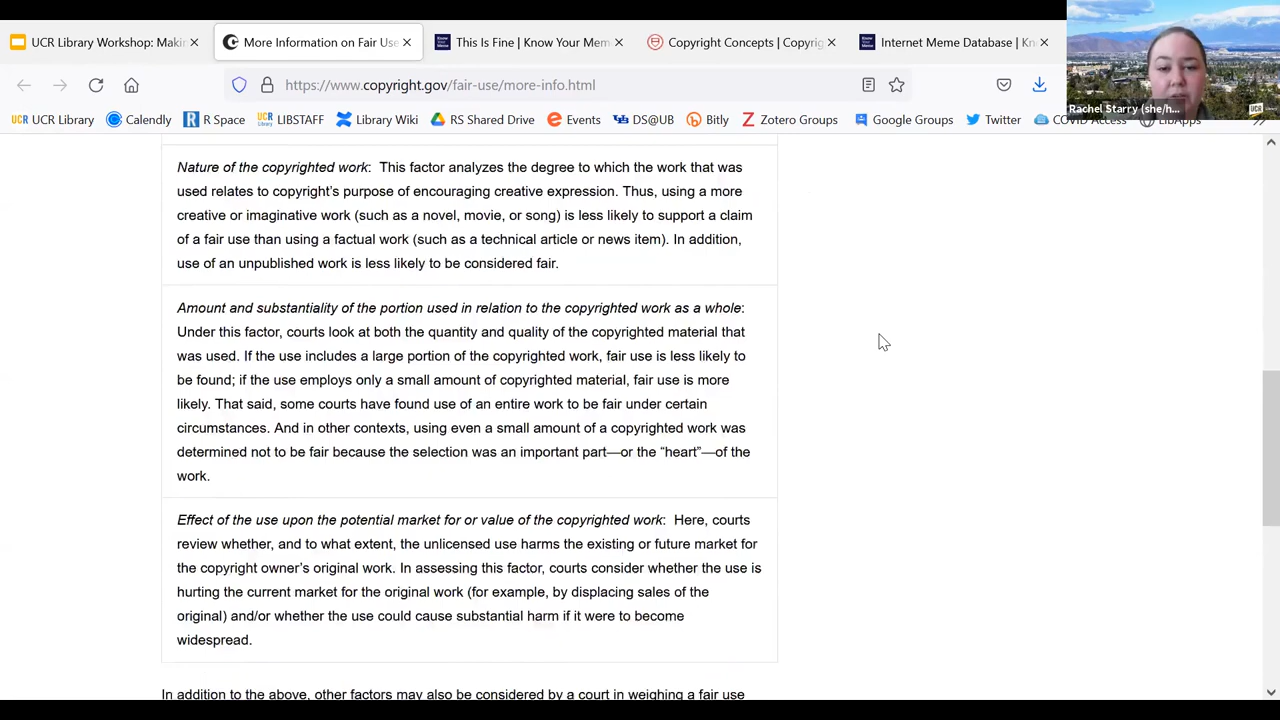 UCR Library Workshop: Maki
More Information on Fair Use
This Is Fine | Know Your Mem
Copyright Concepts | Copyrig
Internet Meme Database | Kn
https://www.copyright.gov/fair-use/more-info.html
Rachel Starry (she/h...
UCR
UCR Library
Calendly
R Space
LIBSTAFF
Library Wiki
RS Shared Drive
Events
DS@UB
Bitly
Zotero Groups
Google Groups
Twitter
COVID Access
LibApps
Nature of the copyrighted work: This factor analyzes the degree to which the work that was
used relates to copyright’s purpose of encouraging creative expression. Thus, using a more
creative or imaginative work (such as a novel, movie, or song) is less likely to support a claim
of a fair use than using a factual work (such as a technical article or news item). In addition,
use of an unpublished work is less likely to be considered fair.
Amount and substantiality of the portion used in relation to the copyrighted work as a whole:
Under this factor, courts look at both the quantity and quality of the copyrighted material that
was used. If the use includes a large portion of the copyrighted work, fair use is less likely to
be found; if the use employs only a small amount of copyrighted material, fair use is more
likely. That said, some courts have found use of an entire work to be fair under certain
circumstances. And in other contexts, using even a small amount of a copyrighted work was
determined not to be fair because the selection was an important part—or the “heart”—of the
work.
Effect of the use upon the potential market for or value of the copyrighted work: Here, courts
review whether, and to what extent, the unlicensed use harms the existing or future market for
the copyright owner’s original work. In assessing this factor, courts consider whether the use is
hurting the current market for the original work (for example, by displacing sales of the
original) and/or whether the use could cause substantial harm if it were to become
widespread.
In addition to the above, other factors may also be considered by a court in weighing a fair use